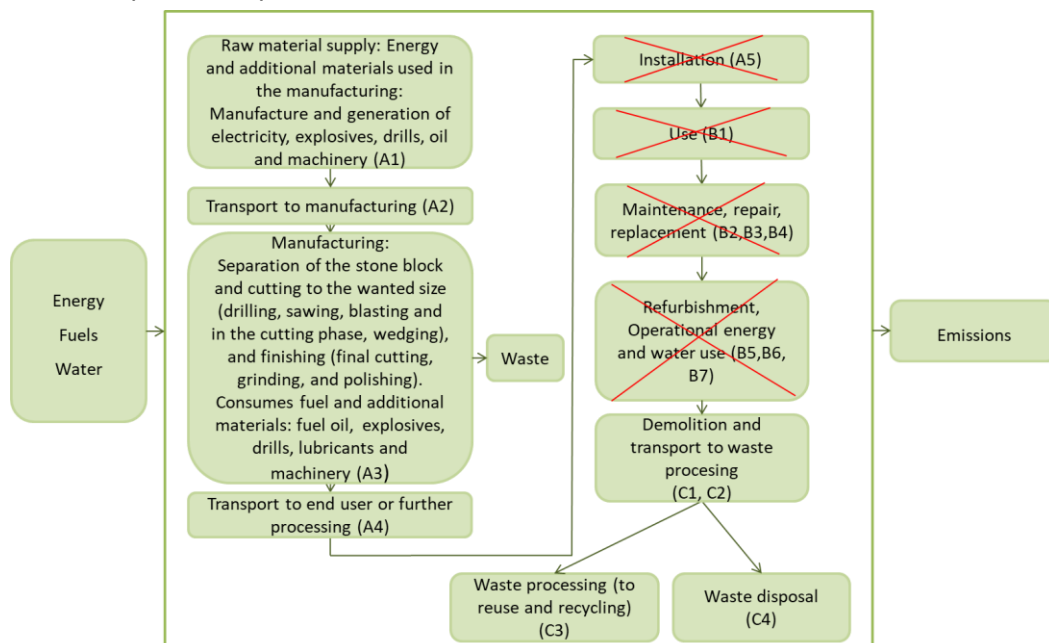 Energy
Fuels
Water
Raw material supply: Energy
and additional materials used in
the manufacturing:
Manufacture and generation of
electricity, explosives, drills, oil
and machinery (A1)
Transport to manufacturing (A2)
Manufacturing:
Separation of the stone block
and cutting to the wanted size
(drilling, sawing, blasting and
in the cutting phase, wedging),
and finishing (final cutting,
grinding, and polishing).
Consumes fuel and additional
materials: fuel oil, explosives,
drills, lubricants and
machinery (A3)
Waste
Transport to end user or further
processing (A4)
Installation (A5)
Use (B1)
Maintenance, repair,
replacement (B2,B3,B4)
Refurbishment,
Operational energy
and water use (B5,B6,
B7)
Demolition and
transport to waste
procesing
(C1, C2)
Waste processing (to
reuse and recycling)
(C3)
Waste disposal
(C4)
Emissions